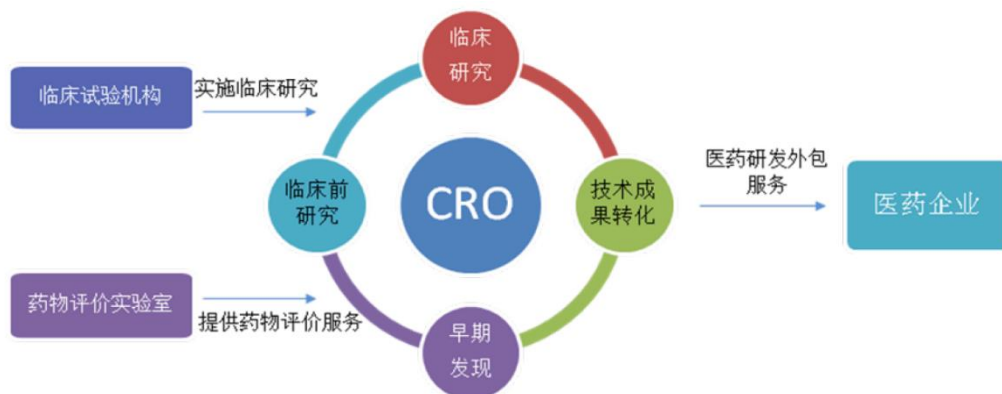 临床
研究
临床试验机构
实施临床研究
医药研发外包
服务
临床前
研究
CRO
技术成
果转化
医药企业
药物评价实验室
提供药物评价服务
早期
发现